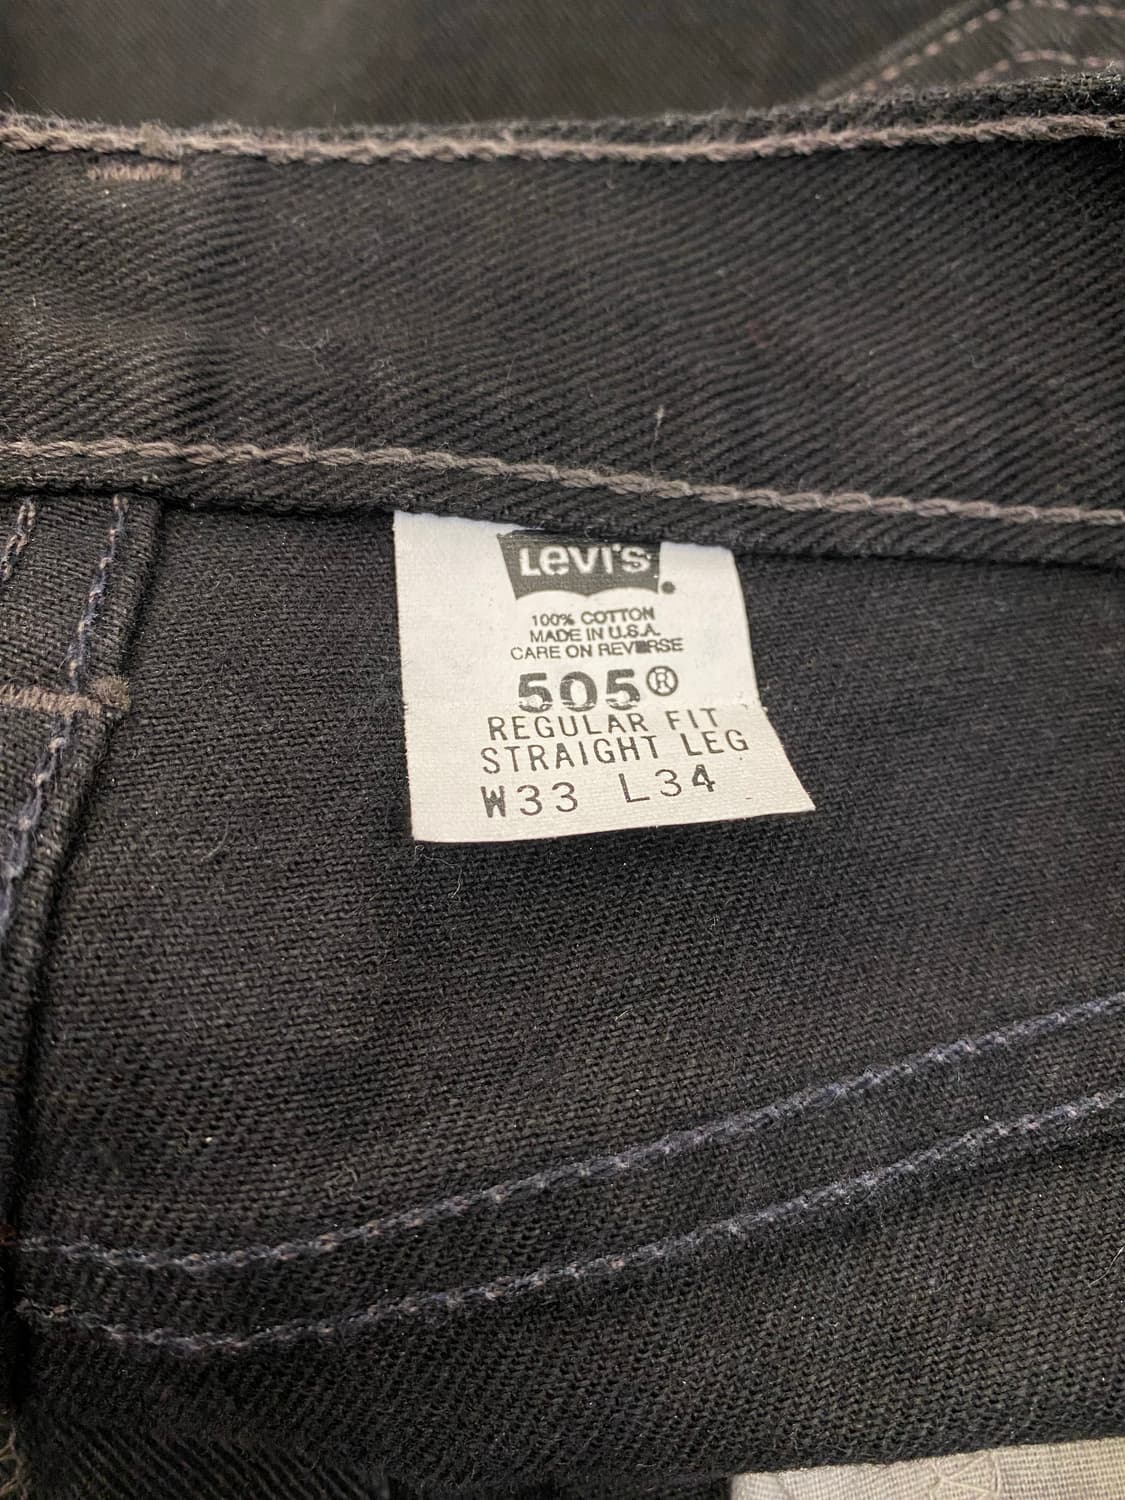 Levi's
100% COTTON
MADE IN U.S.A.
CARE ON REVERSE
505®
REGULAR FIT
STRAIGHT LEG
W33 L34